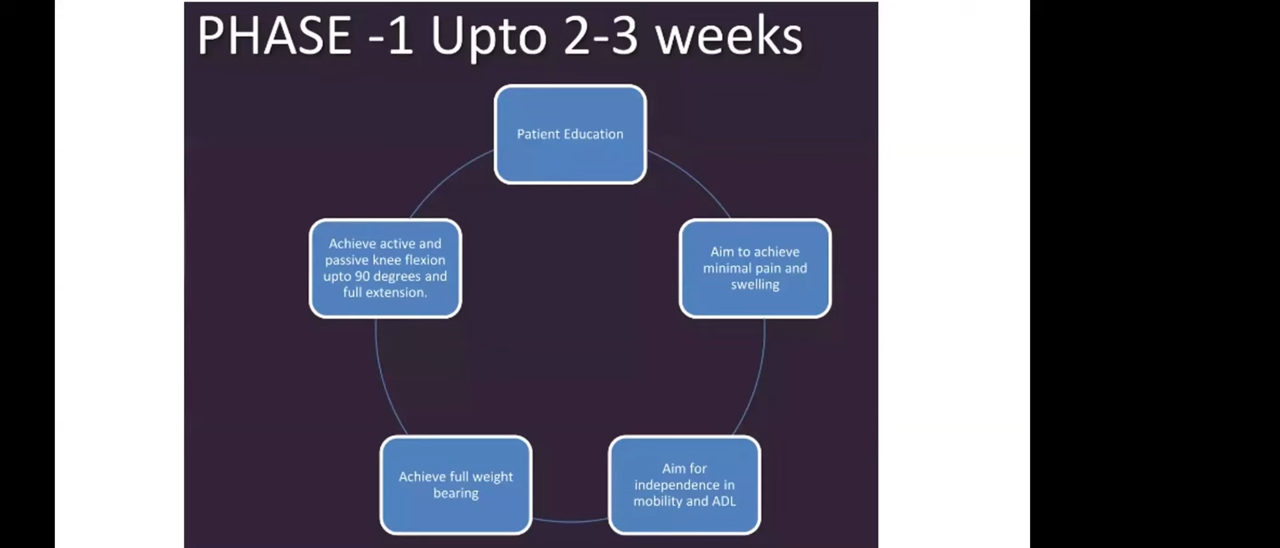 PHASE -1 Upto 2-3 weeks
Patient Education
Aim to achieve
minimal pain and
swelling
Aim for
independence in
mobility and ADL
Achieve full weight
bearing
Achieve active and
passive knee flexion
upto 90 degrees and
full extension.